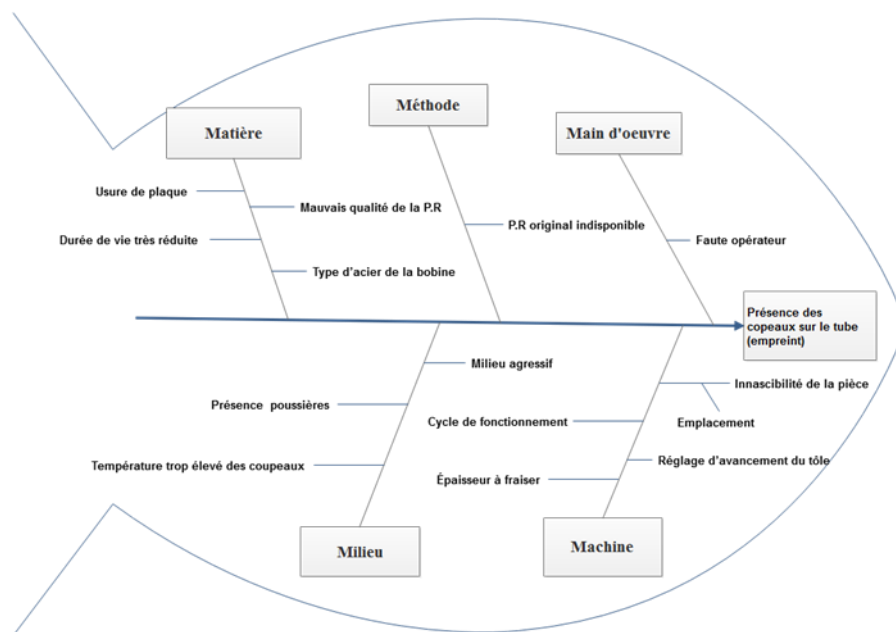 Méthode
Matière
Main d'oeuvre
Usure de plaque
Mauvais qualité de la P.R
P.R original indisponible
Durée de vie très réduite
Faute opérateur
Type d'acier de la bobine
Présence des
copeaux sur le tube
(empreint)
Milieu agressif
Innascibilité de la pièce
Présence poussières
Cycle de fonctionnement
Emplacement
Température trop élevé des coupeaux
Réglage d'avancement du tôle
Épaisseur à fraiser
Milieu
Machine